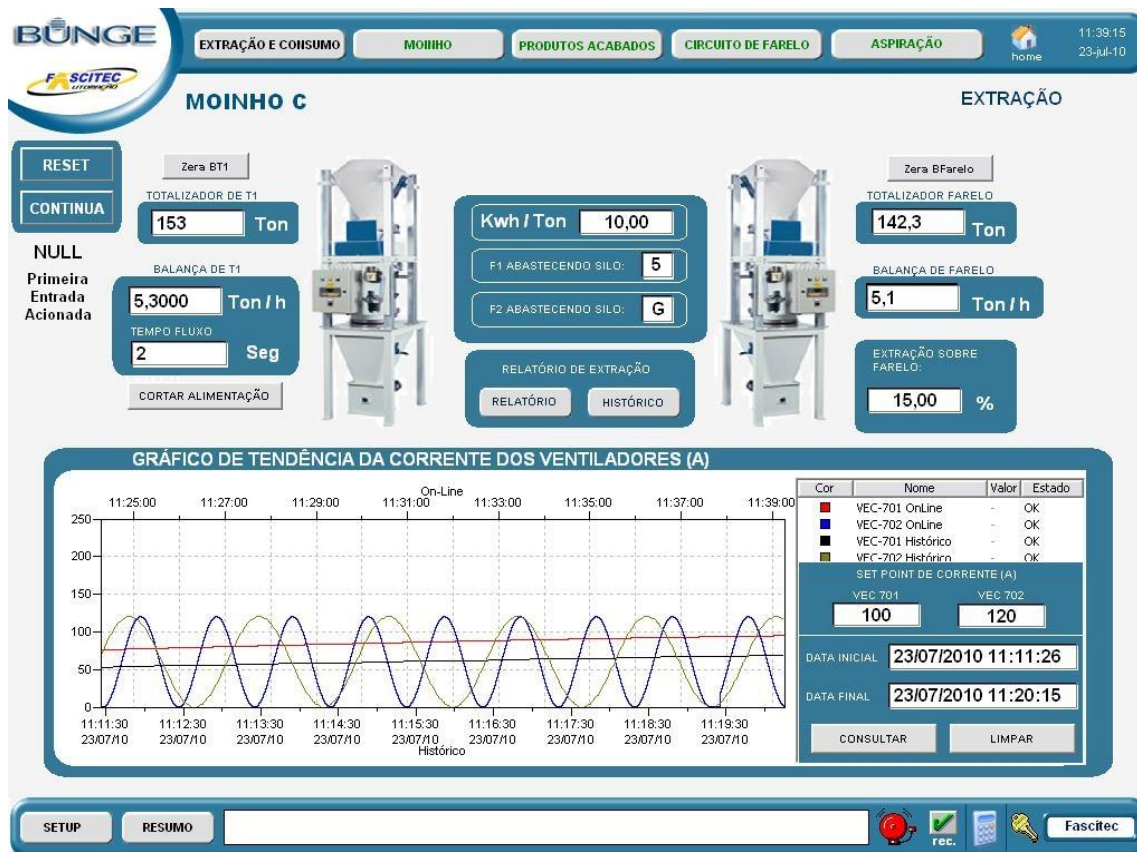 BUNGE
FASCITEC
AUTOMAÇÃO
EXTRAÇÃO E CONSUMO
MOINHO
PRODUTOS ACABADOS
CIRCUITO DE FARELO
ASPIRAÇÃO
home
11:39:15
23-jul-10
MOINHO C
EXTRAÇÃO
RESET
CONTINUA
NULL
Primeira
Entrada
Acionada
Zera BT1
TOTALIZADOR DE T1
153 Ton
BALANÇA DE T1
5,3000 Ton / h
TEMPO FLUXO
2 Seg
CORTAR ALIMENTAÇÃO
Kwh / Ton 10,00
F1 ABASTECENDO SILO: 5
F2 ABASTECENDO SILO: G
RELATÓRIO DE EXTRAÇÃO
RELATÓRIO HISTÓRICO
Zera BFarelo
TOTALIZADOR FARELO
142,3 Ton
BALANÇA DE FARELO
5,1 Ton / h
EXTRAÇÃO SOBRE
FARELO:
15,00 %
GRÁFICO DE TENDÊNCIA DA CORRENTE DOS VENTILADORES (A)
On-Line
11:25:00 11:27:00 11:29:00 11:31:00 11:33:00 11:35:00 11:37:00 11:39:00
250
200
150
100
50
0
11:11:30 11:12:30 11:13:30 11:14:30 11:15:30 11:16:30 11:17:30 11:18:30 11:19:30
23/07/10 23/07/10 23/07/10 23/07/10 23/07/10 23/07/10 23/07/10 23/07/10 23/07/10
Histórico
Cor Nome Valor Estado
VEC-701 OnLine - OK
VEC-702 OnLine - OK
VEC-701 Histórico - OK
VEC-702 Histórico - OK
SET POINT DE CORRENTE (A)
VEC 701 VEC 702
100 120
DATA INICIAL 23/07/2010 11:11:26
DATA FINAL 23/07/2010 11:20:15
CONSULTAR LIMPAR
SETUP
RESUMO
rec.
Fascitec